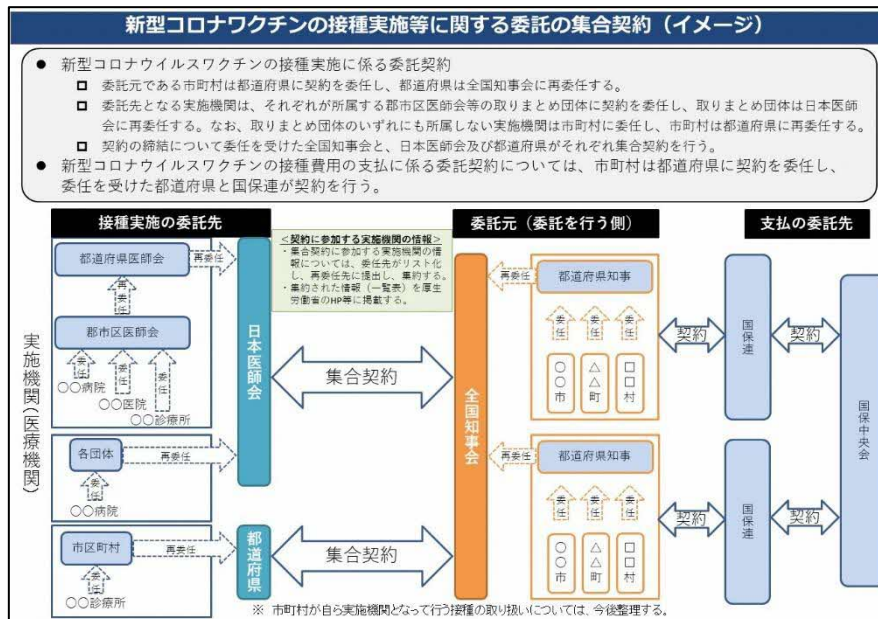 新型コロナワクチンの接種実施等に関する委託の集合契約（イメージ）
● 新型コロナウイルスワクチンの接種実施に係る委託契約
□ 委託元である市町村は都道府県に契約を委任し、都道府県は全国知事会に再委任する。
□ 委託先となる実施機関は、それぞれが所属する郡市区医師会等の取りまとめ団体に契約を委任し、取りまとめ団体は日本医師
会に再委任する。なお、取りまとめ団体のいずれにも所属しない実施機関は市町村に委任し、市町村は都道府県に再委任する。
□ 契約の締結について委任を受けた全国知事会と、日本医師会及び都道府県がそれぞれ集合契約を行う。
● 新型コロナウイルスワクチンの接種費用の支払に係る委託契約については、市町村は都道府県に契約を委任し、
委任を受けた都道府県と国保連が契約を行う。
接種実施の委託先
委託元（委託を行う側）
支払の委託先
<契約に参加する実施機関の情報>
・集合契約に参加する実施機関の情
報については、委任先がリスト化
し、再委任先に提出し、集約する。
・集約された情報（一覧表）を厚生
労働省のHP等に掲載する。
実施機関(医療機関)
都道府県医師会
再委任
再委任
郡市区医師会
委任
委任
委任
〇〇病院
〇〇医院
〇〇診療所
各団体
再委任
委任
〇〇病院
市区町村
再委任
委任
〇〇診療所
日本医師会
都道府県
集合契約
集合契約
全国知事会
再委任
都道府県知事
委任
委任
委任
〇〇市
△△町
□□村
再委任
都道府県知事
委任
委任
委任
〇〇市
△△町
□□村
契約
国保連
契約
契約
国保連
契約
国保中央会
※ 市町村が自ら実施機関となって行う接種の取り扱いについては、今後整理する。